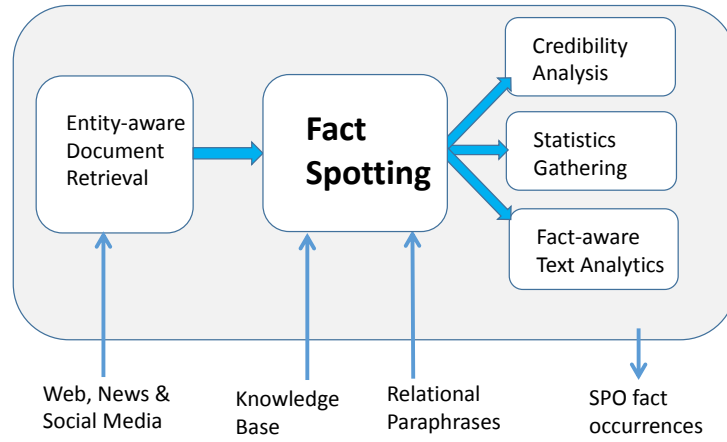 Entity-aware
Document
Retrieval
Fact
Spotting
Credibility
Analysis
Statistics
Gathering
Fact-aware
Text Analytics
Web, News &
Social Media
Knowledge
Base
Relational
Paraphrases
SPO fact
occurrences